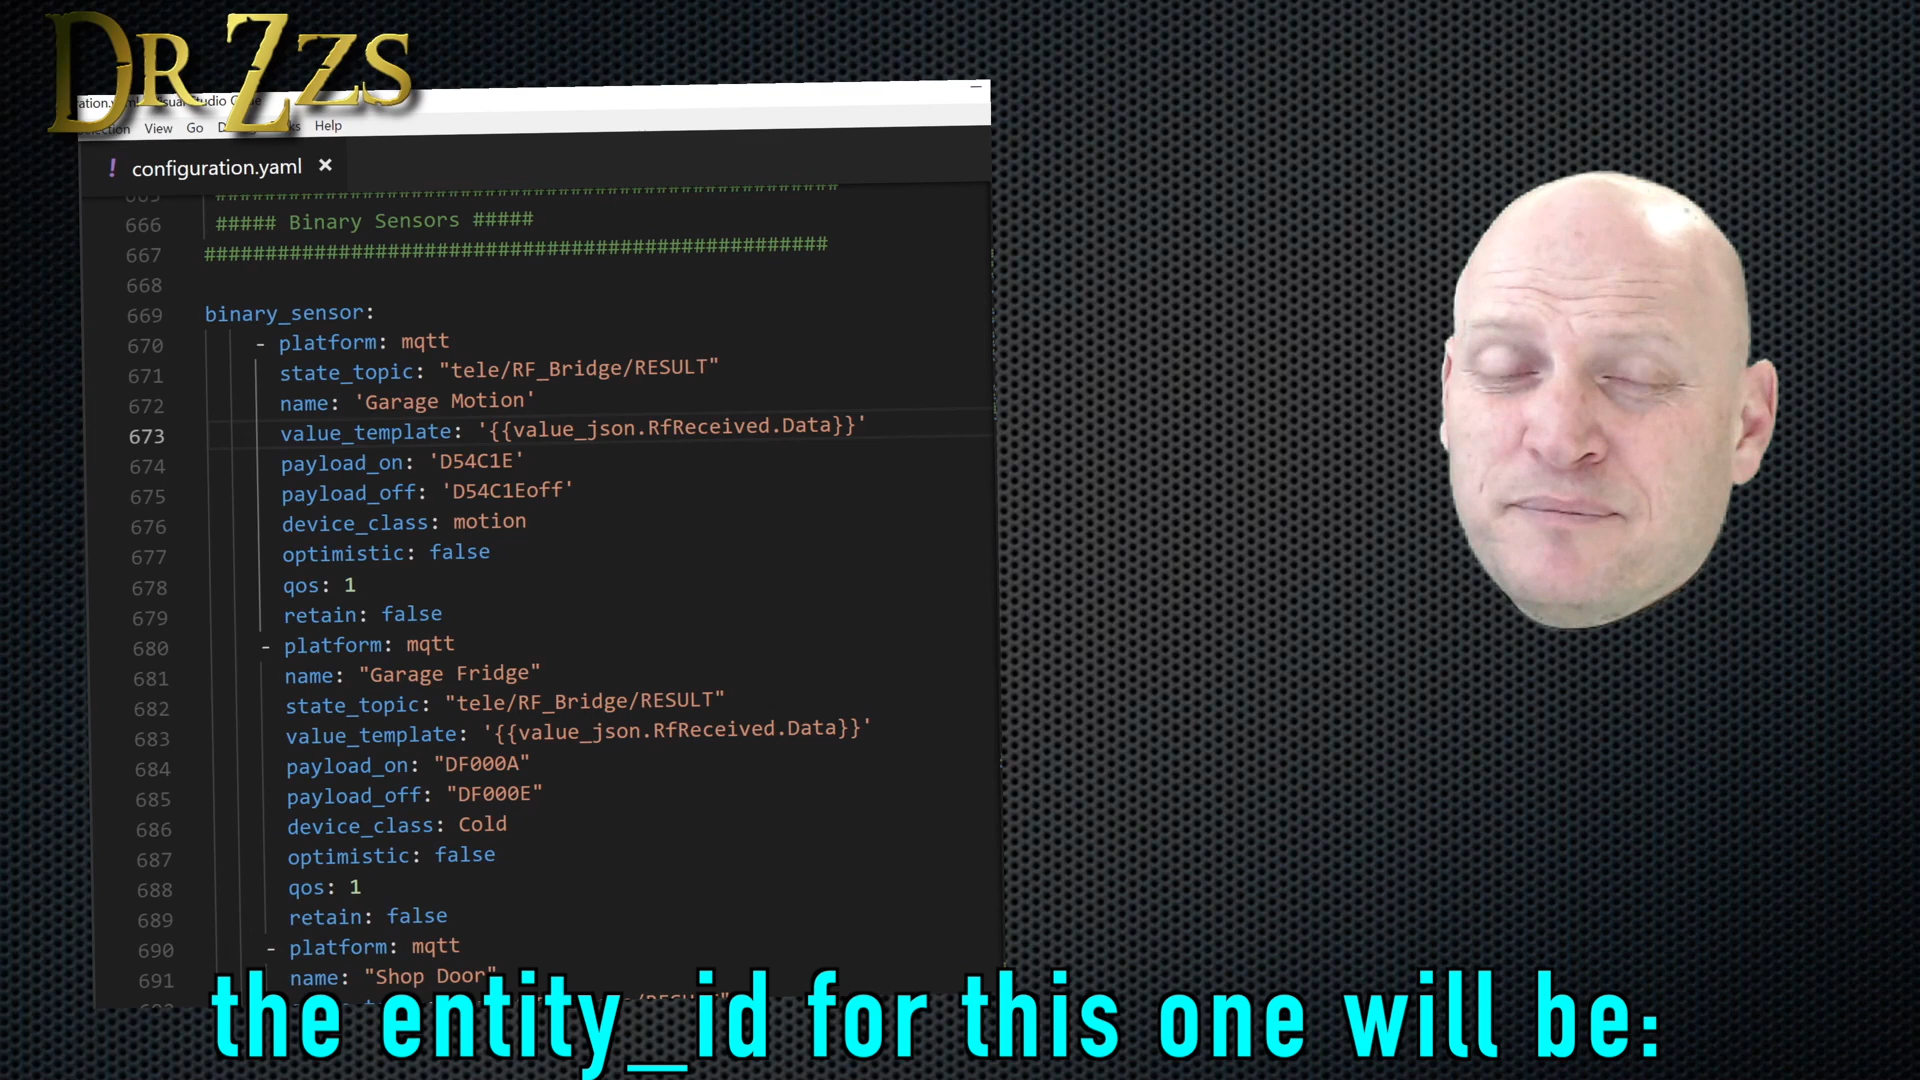 DrZzs
View Go Help
! configuration.yaml ×
666 ##### Binary Sensors #####
667 ###################################################
668
669 binary_sensor:
670 - platform: mqtt
671 state_topic: "tele/RF_Bridge/RESULT"
672 name: 'Garage Motion'
673 value_template: '{{value_json.RfReceived.Data}}'
674 payload_on: 'D54C1E'
675 payload_off: 'D54C1Eoff'
676 device_class: motion
677 optimistic: false
678 qos: 1
679 retain: false
680 - platform: mqtt
681 name: "Garage Fridge"
682 state_topic: "tele/RF_Bridge/RESULT"
683 value_template: '{{value_json.RfReceived.Data}}'
684 payload_on: "DF000A"
685 payload_off: "DF000E"
686 device_class: Cold
687 optimistic: false
688 qos: 1
689 retain: false
690 - platform: mqtt
691 name: "Shop Door"
the entity_id for this one will be: